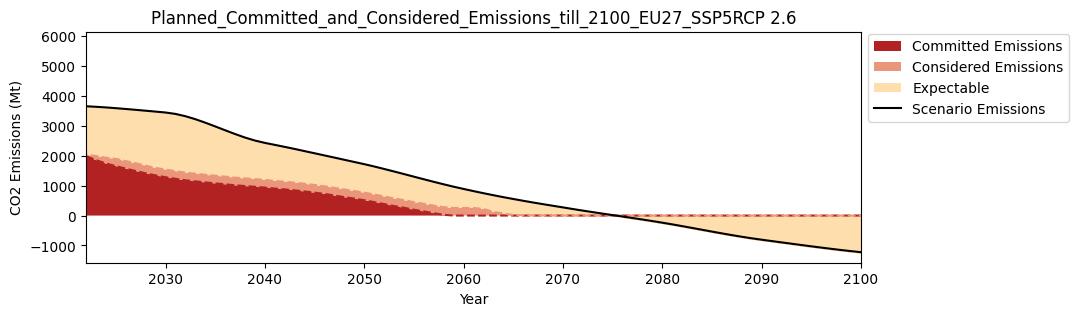 Planned_Committed_and_Considered_Emissions_till_2100_EU27_SSP5RCP 2.6
6000
5000
4000
3000
2000
1000
0
−1000
CO2 Emissions (Mt)
2030
2040
2050
2060
2070
2080
2090
2100
Year
Committed Emissions
Considered Emissions
Expectable
Scenario Emissions